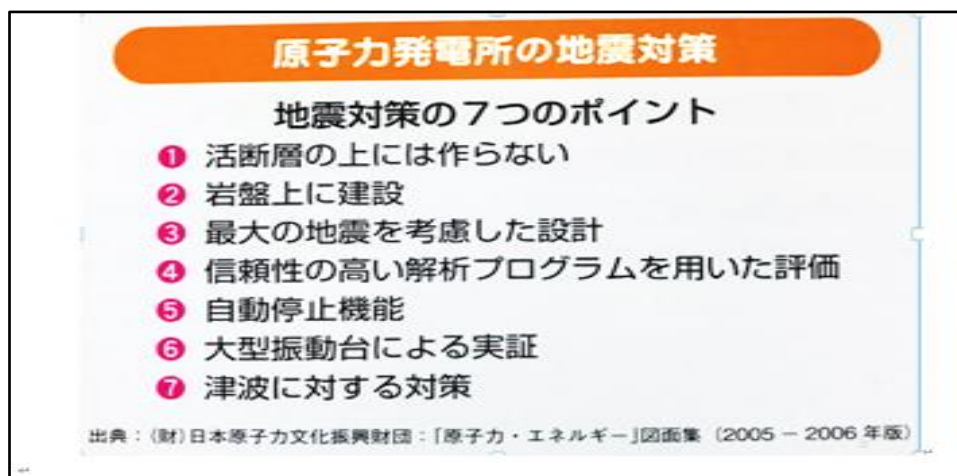 原子力発電所の地震対策
地震対策の7つのポイント
❶ 活断層の上には作らない
❷ 岩盤上に建設
❸ 最大の地震を考慮した設計
❹ 信頼性の高い解析プログラムを用いた評価
❺ 自動停止機能
❻ 大型振動台による実証
❼ 津波に対する対策
出典：(財)日本原子力文化振興財団：「原子力・エネルギー」図面集（2005－2006年版）